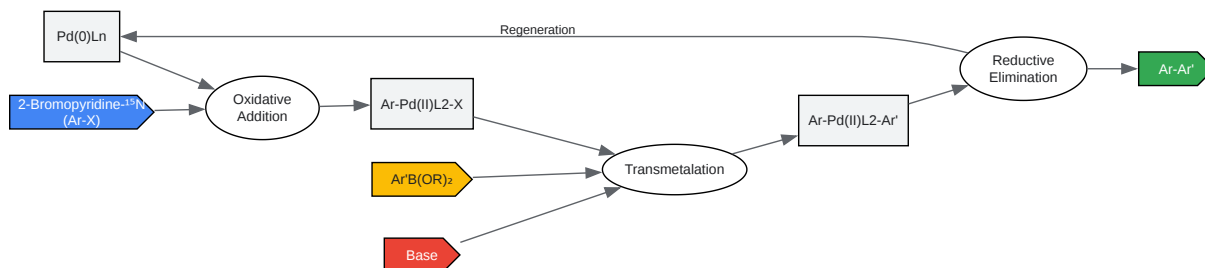 Regeneration
Pd(0)Ln
Reductive
Elimination
Ar-Ar'
2-Bromopyridine-¹⁵N
(Ar-X)
Oxidative
Addition
Ar-Pd(II)L2-X
Ar-Pd(II)L2-Ar'
Transmetalation
Ar'B(OR)₂
Base